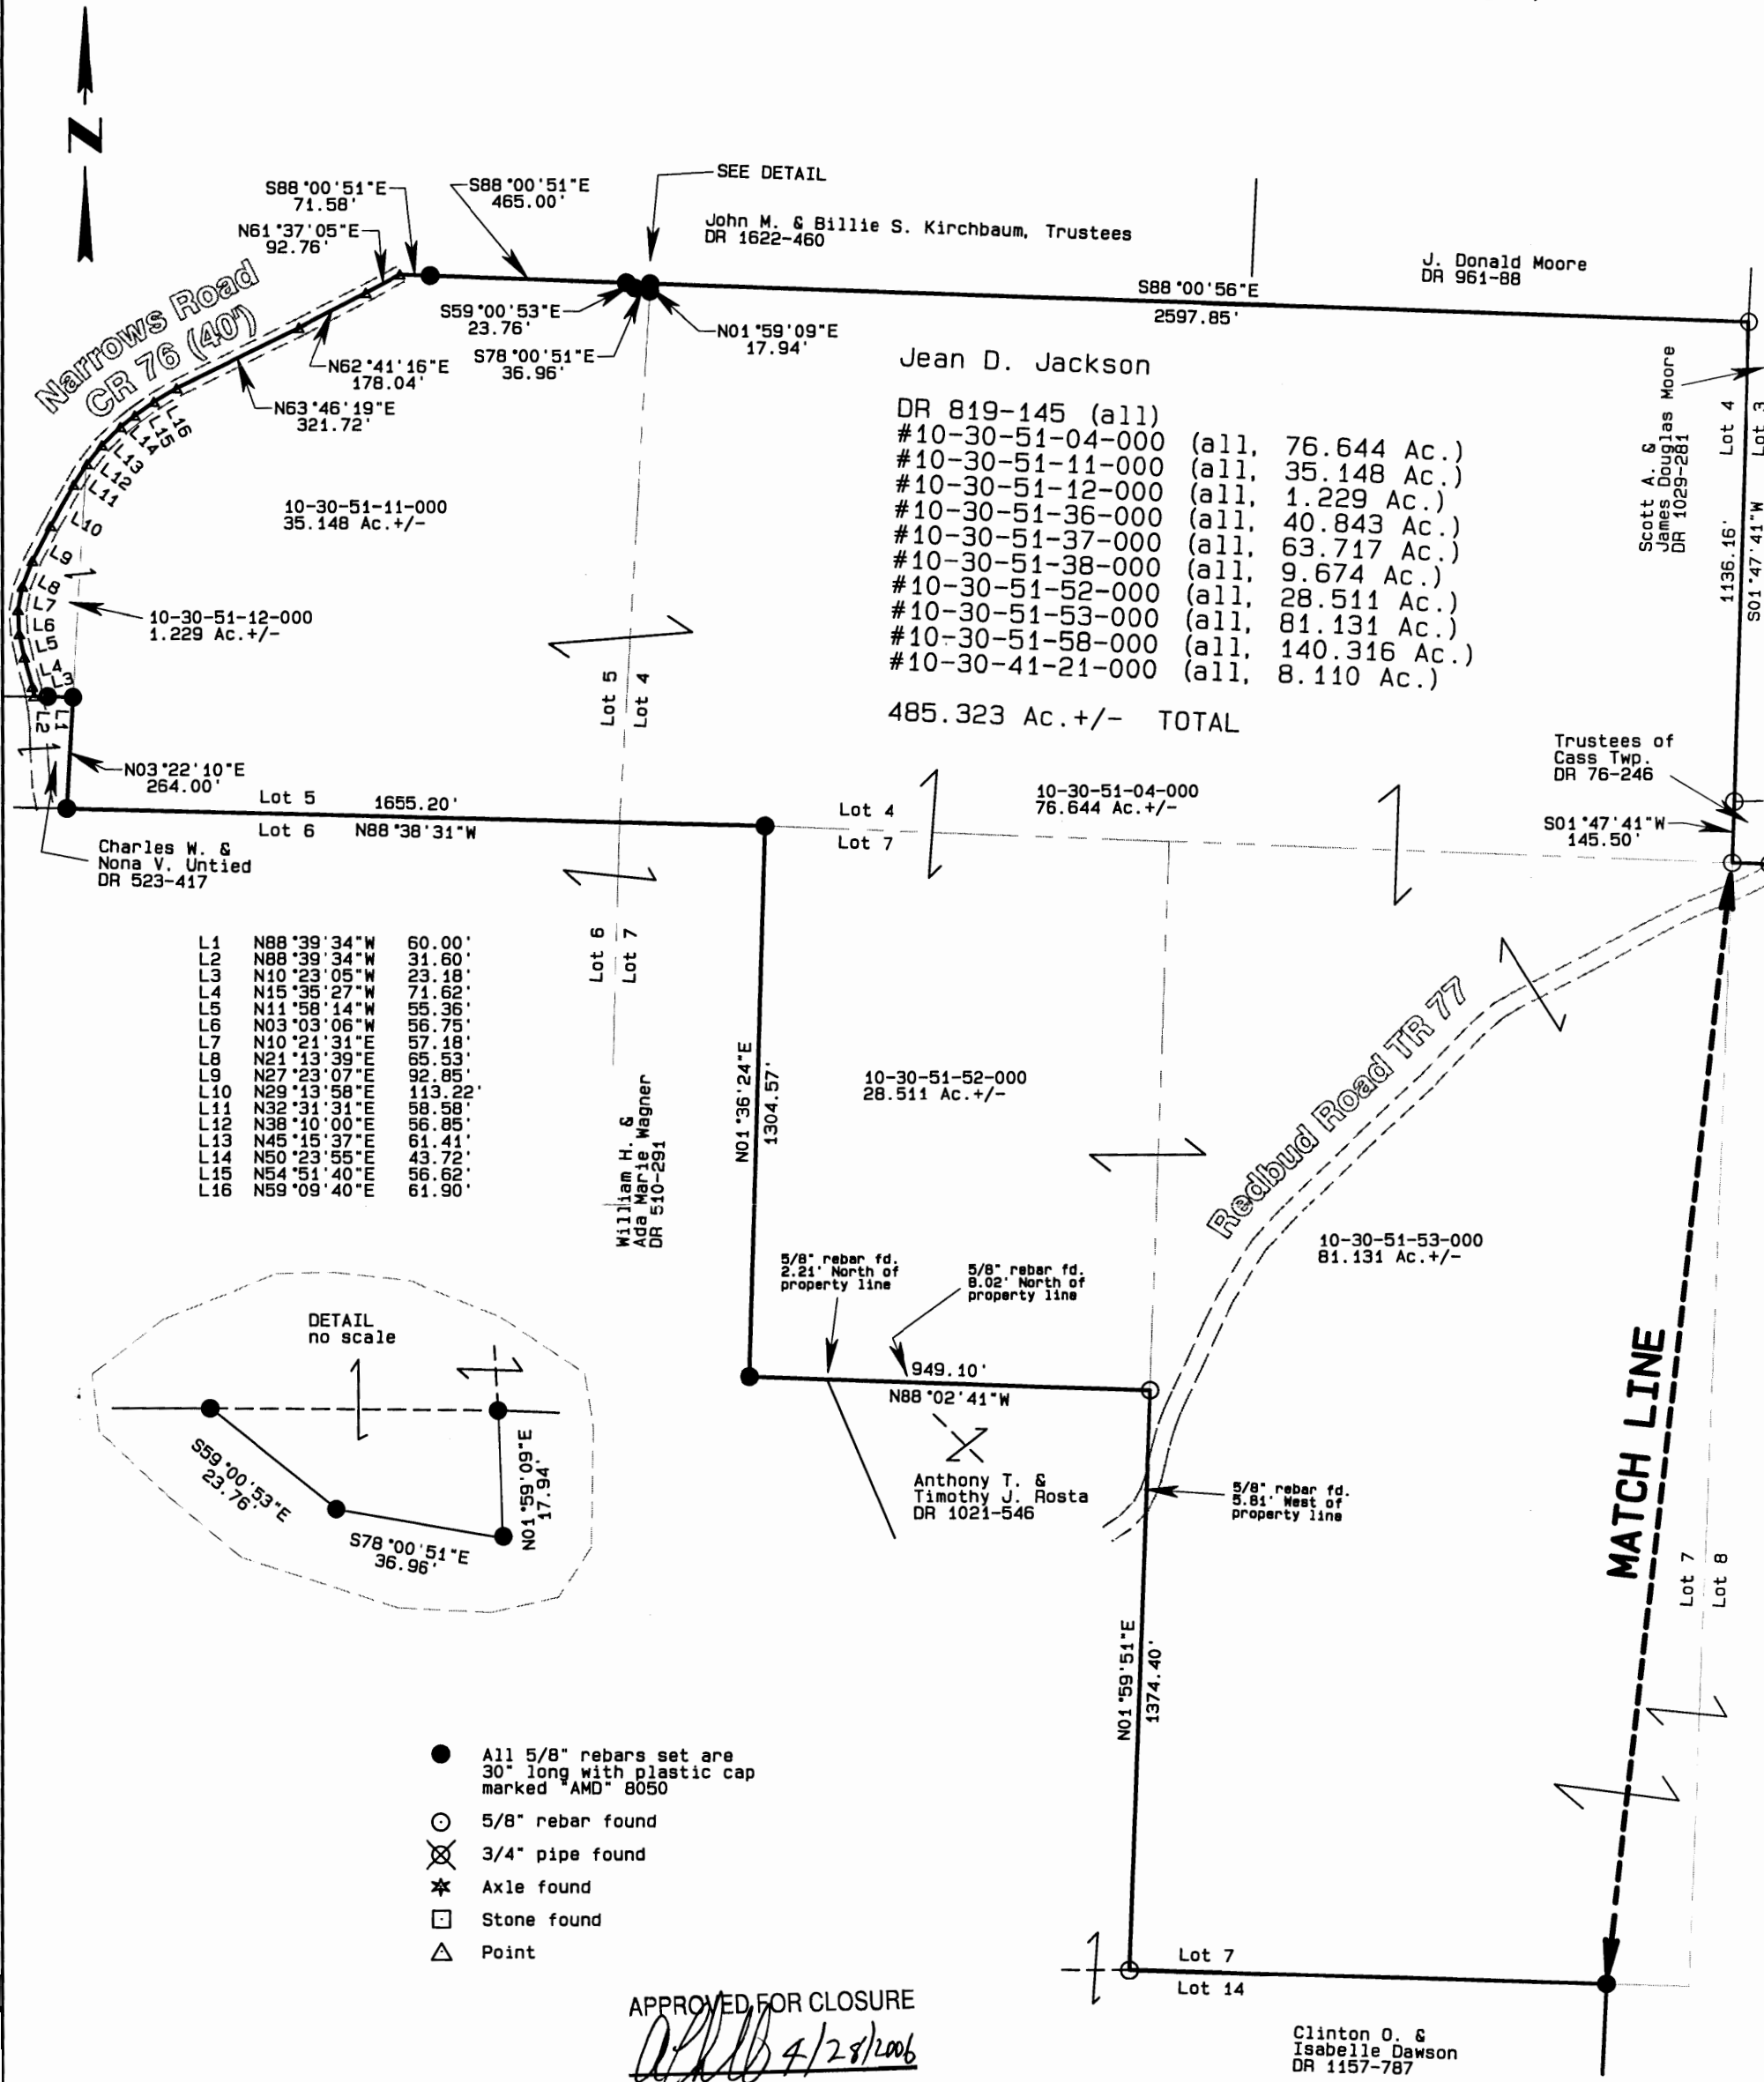 N
SEE DETAIL
S88°00'51"E
71.58'
S88°00'51"E
465.00'
N61°37'05"E
92.76'
John M. & Billie S. Kirchbaum, Trustees
DR 1622-460
J. Donald Moore
DR 961-88
Narrows Road
CR 76 (40')
S88°00'56"E
2597.85'
S59°00'53"E
23.76'
N01°59'09"E
17.94'
S78°00'51"E
36.96'
N62°41'16"E
178.04'
N63°46'19"E
321.72'
Jean D. Jackson
DR 819-145 (all)
#10-30-51-04-000 (all, 76.644 Ac.)
#10-30-51-11-000 (all, 35.148 Ac.)
#10-30-51-12-000 (all, 1.229 Ac.)
#10-30-51-36-000 (all, 40.843 Ac.)
#10-30-51-37-000 (all, 63.717 Ac.)
#10-30-51-38-000 (all, 9.674 Ac.)
#10-30-51-52-000 (all, 28.511 Ac.)
#10-30-51-53-000 (all, 81.131 Ac.)
#10-30-51-58-000 (all, 140.316 Ac.)
#10-30-41-21-000 (all, 8.110 Ac.)
485.323 Ac.+/- TOTAL
Scott A. &
James Douglas Moore
DR 1029-281
Lot 4
Lot 3
1136.16'
S01°47'41"W
L16
L15
L14
L13
L12
L11
L10
L9
L8
L7
L6
L5
L4
L3
L2
L1
10-30-51-11-000
35.148 Ac.+/-
10-30-51-12-000
1.229 Ac.+/-
Lot 5
Lot 4
N03°22'10"E
264.00'
Trustees of
Cass Twp.
DR 76-246
S01°47'41"W
145.50'
10-30-51-04-000
76.644 Ac.+/-
Lot 5 1655.20'
Lot 6 N88°38'31"W
Lot 4
Lot 7
Charles W. &
Nona V. Untied
DR 523-417
Lot 6
Lot 7
L1 N88°39'34"W 60.00'
L2 N88°39'34"W 31.60'
L3 N10°23'05"W 23.18'
L4 N15°35'27"W 71.62'
L5 N11°58'14"W 55.36'
L6 N03°03'06"W 56.75'
L7 N10°21'31"E 57.18'
L8 N21°13'39"E 65.53'
L9 N27°23'07"E 92.85'
L10 N29°13'58"E 113.22'
L11 N32°31'31"E 58.58'
L12 N38°10'00"E 56.85'
L13 N45°15'37"E 61.41'
L14 N50°23'55"E 43.72'
L15 N54°51'40"E 56.62'
L16 N59°09'40"E 61.90'
William H. &
Ada Marie Wagner
DR 510-291
N01°36'24"E
1304.57'
10-30-51-52-000
28.511 Ac.+/-
Redbud Road TR 77
10-30-51-53-000
81.131 Ac.+/-
5/8" rebar fd.
2.21' North of
property line
5/8" rebar fd.
8.02' North of
property line
949.10'
N88°02'41"W
Anthony T. &
Timothy J. Rosta
DR 1021-546
5/8" rebar fd.
5.81' West of
property line
DETAIL
no scale
S59°00'53"E
23.76'
S78°00'51"E
36.96'
N01°59'09"E
17.94'
MATCH LINE
Lot 7
Lot 8
N01°59'51"E
1374.40'
All 5/8" rebars set are
30" long with plastic cap
marked "AMD" 8050
5/8" rebar found
3/4" pipe found
Axle found
Stone found
Point
Lot 7
Lot 14
APPROVED FOR CLOSURE
4/28/2006
Clinton O. &
Isabelle Dawson
DR 1157-787